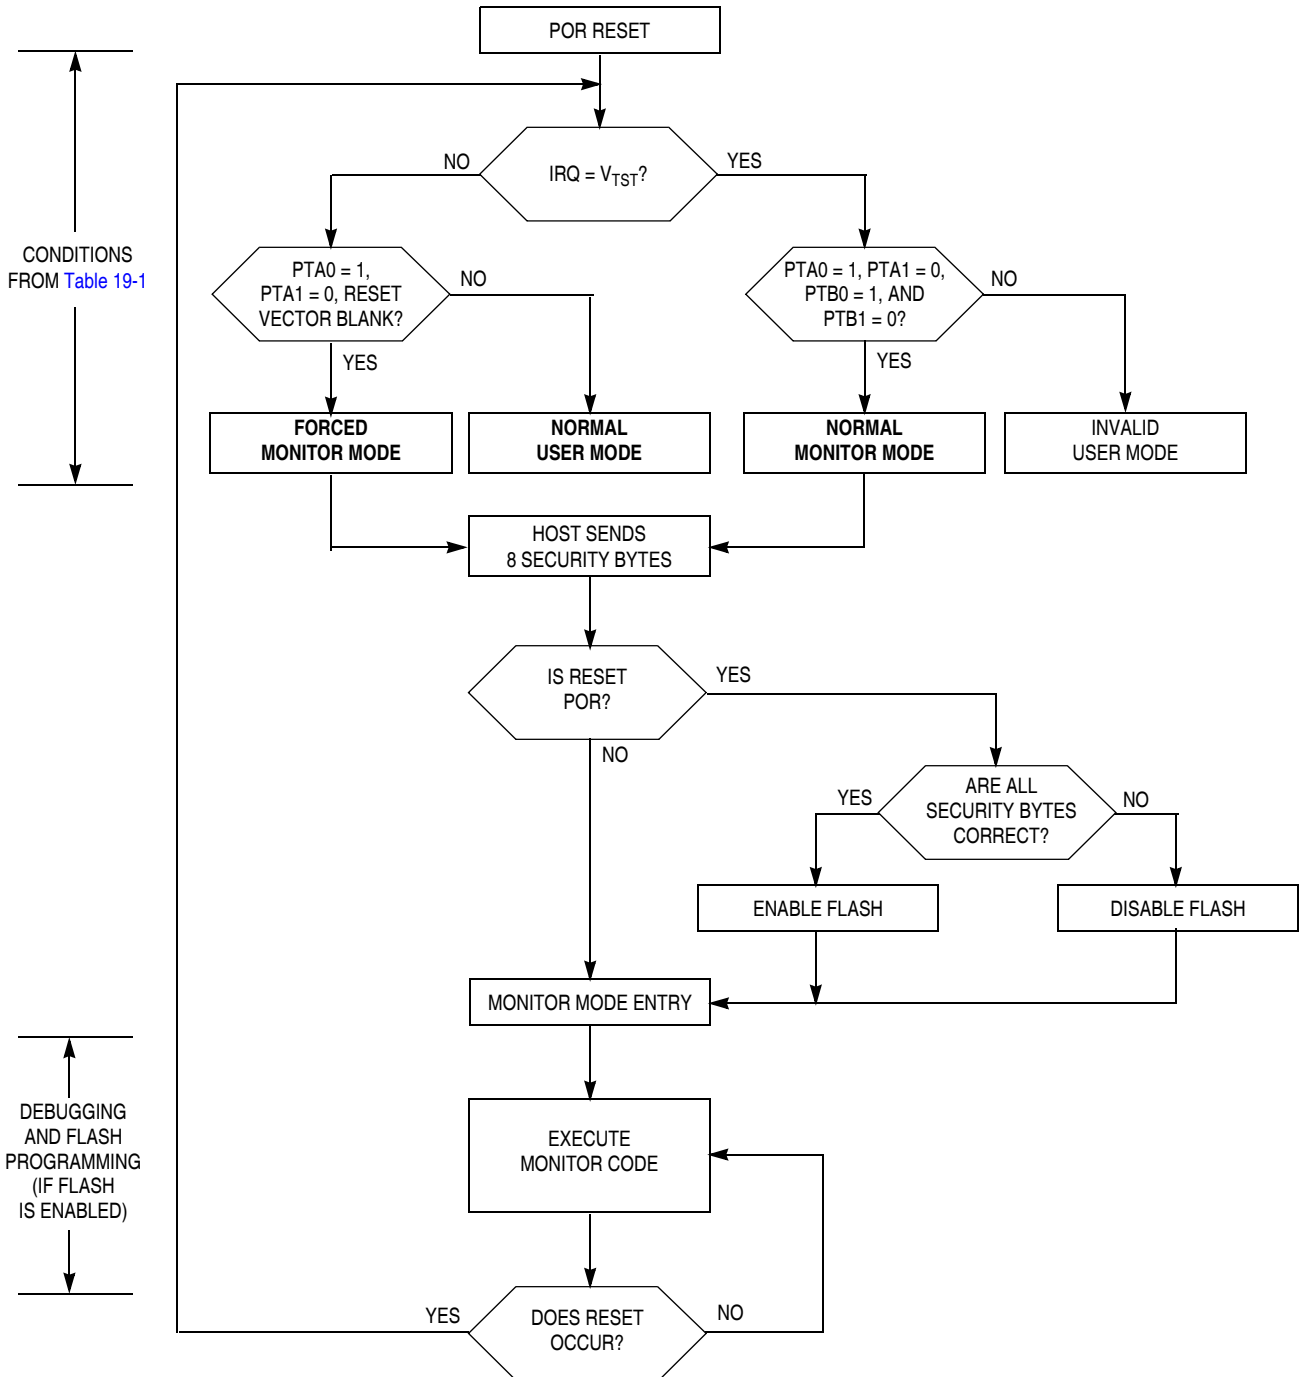 POR RESET
NO
YES
IRQ = VTST?
CONDITIONS
FROM Table 19-1
PTA0 = 1,
PTA1 = 0, RESET
VECTOR BLANK?
NO
YES
PTA0 = 1, PTA1 = 0,
PTB0 = 1, AND
PTB1 = 0?
NO
YES
FORCED
MONITOR MODE
NORMAL
USER MODE
NORMAL
MONITOR MODE
INVALID
USER MODE
HOST SENDS
8 SECURITY BYTES
IS RESET
POR?
YES
NO
ARE ALL
SECURITY BYTES
CORRECT?
YES
NO
ENABLE FLASH
DISABLE FLASH
MONITOR MODE ENTRY
DEBUGGING
AND FLASH
PROGRAMMING
(IF FLASH
IS ENABLED)
EXECUTE
MONITOR CODE
YES
DOES RESET
OCCUR?
NO